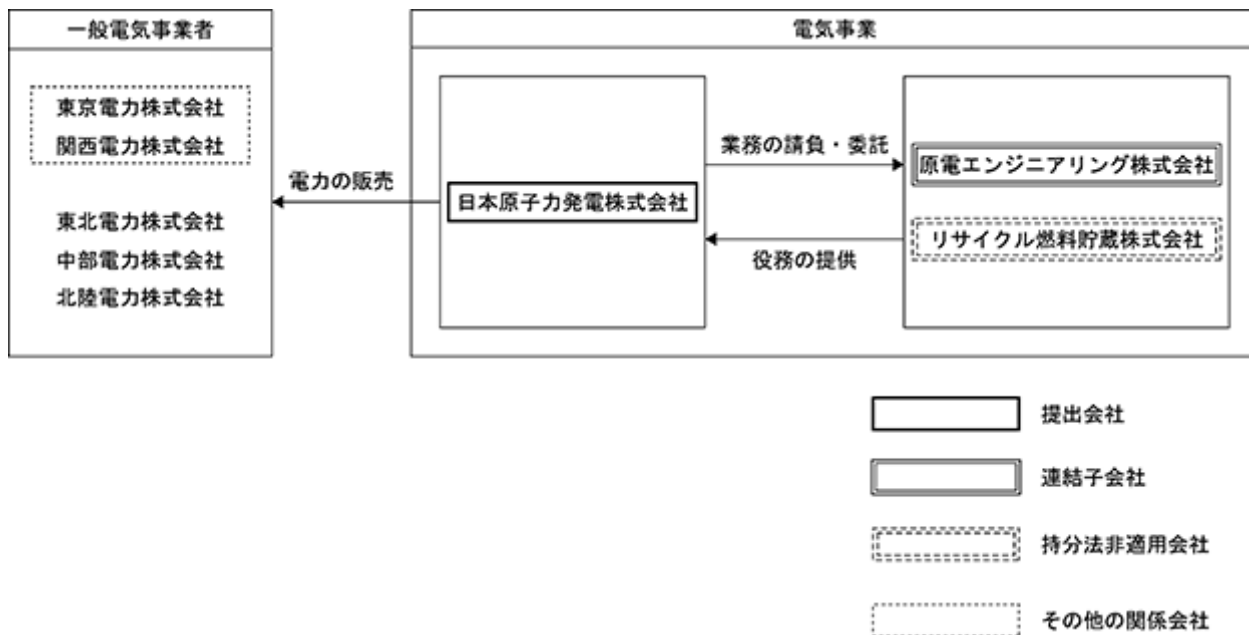 一般電気事業者
東京電力株式会社
関西電力株式会社
東北電力株式会社
中部電力株式会社
北陸電力株式会社
電力の販売
電気事業
日本原子力発電株式会社
業務の請負・委託
役務の提供
原電エンジニアリング株式会社
リサイクル燃料貯蔵株式会社
提出会社
連結子会社
持分法非適用会社
その他の関係会社